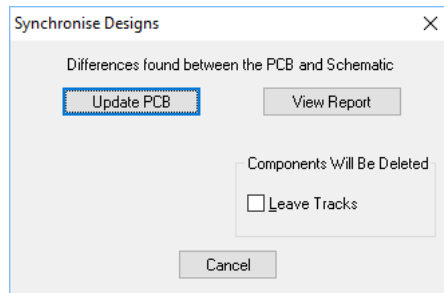 Synchronise Designs
Differences found between the PCB and Schematic
Update PCB
View Report
Components Will Be Deleted
Leave Tracks
Cancel